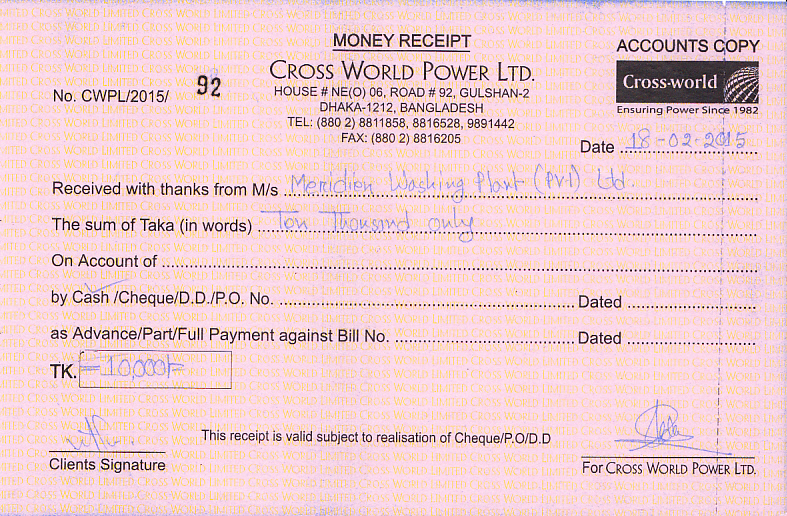 MONEY RECEIPT
ACCOUNTS COPY
CROSS WORLD POWER LTD.
Cross-world
No. CWPL/2015/ 92
HOUSE # NE(O) 06, ROAD # 92, GULSHAN-2
DHAKA-1212, BANGLADESH
Ensuring Power Since 1982
TEL: (880 2) 8811858, 8816528, 9891442
FAX: (880 2) 8816205
Date 18-02-2015
Received with thanks from M/s Meridien Washing Plant (Pvt) Ltd.
The sum of Taka (in words) Ten Thousand only
On Account of
by Cash /Cheque/D.D./P.O. No. Dated
as Advance/Part/Full Payment against Bill No. Dated
TK. =10,000/=
This receipt is valid subject to realisation of Cheque/P.O/D.D
Clients Signature
For CROSS WORLD POWER LTD.